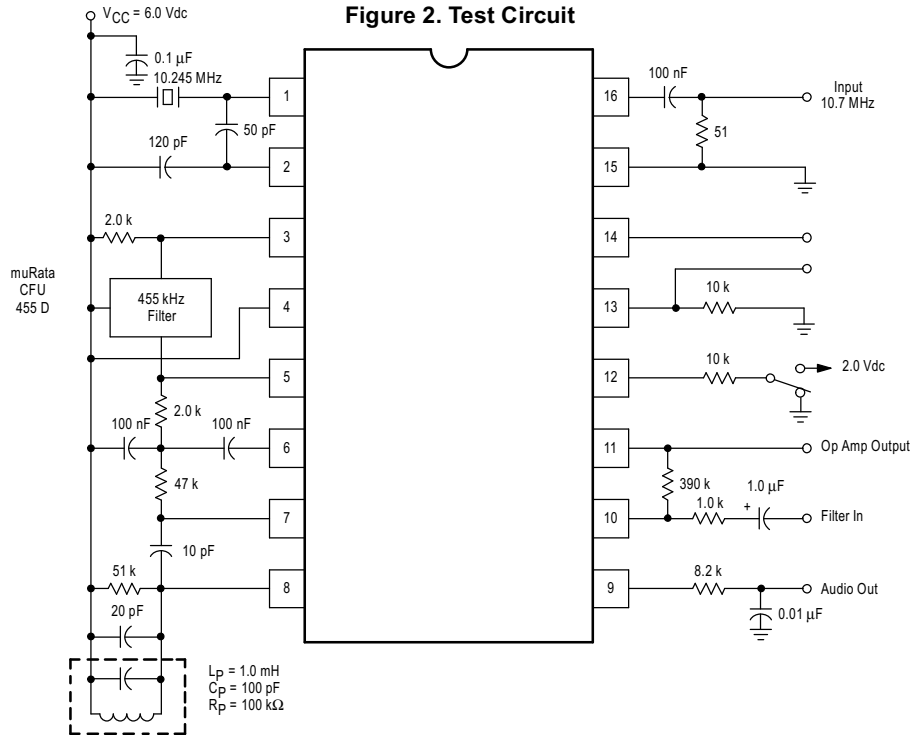 Figure 2. Test Circuit
VCC = 6.0 Vdc
0.1 µF
10.245 MHz
50 pF
120 pF
2.0 k
muRata
CFU
455 D
455 kHz
Filter
2.0 k
100 nF
100 nF
47 k
10 pF
51 k
20 pF
LP = 1.0 mH
CP = 100 pF
RP = 100 kΩ
1
2
3
4
5
6
7
8
16
15
14
13
12
11
10
9
100 nF
Input
10.7 MHz
51
10 k
10 k
2.0 Vdc
Op Amp Output
390 k
1.0 k
1.0 µF
+
Filter In
8.2 k
Audio Out
0.01 µF